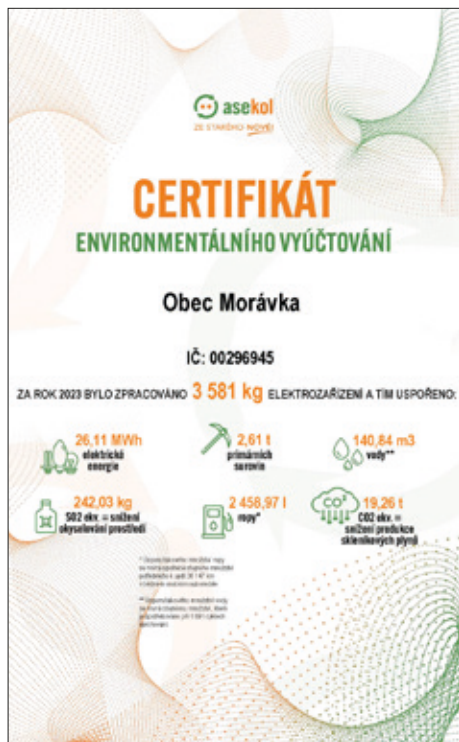 asekol
ZE STARÉHO NOVÉ!
CERTIFIKÁT
ENVIRONMENTÁLNÍHO VYÚČTOVÁNÍ
Obec Morávka
IČ: 00296945
ZA ROK 2023 BYLO ZPRACOVÁNO 3 581 kg ELEKTROZAŘÍZENÍ A TÍM USPOŘENO:
26,11 MWh
elektrické
energie
2,61 t
primárních
surovin
140,84 m3
vody**
242,03 kg
SO2 ekv. = snížení
okyselování prostředí
2 458,97 l
ropy*
CO2
19,26 t
CO2 ekv. =
snížení produkce
skleníkových plynů